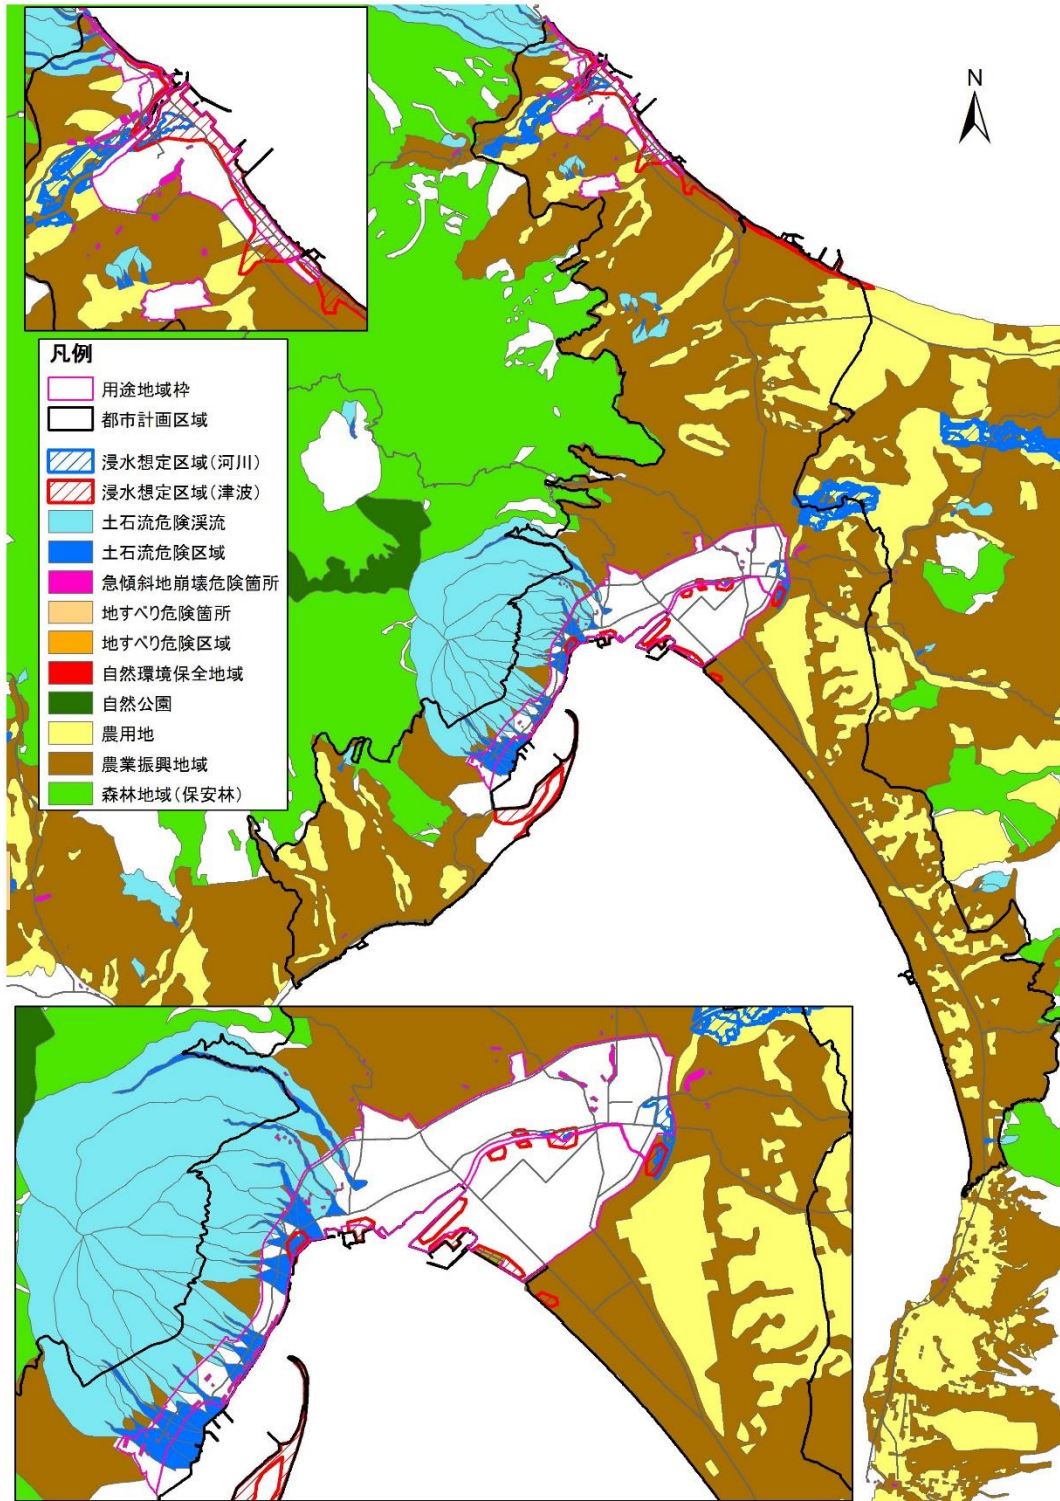 N
凡例
用途地域枠
都市計画区域
浸水想定区域(河川)
浸水想定区域(津波)
土石流危険渓流
土石流危険区域
急傾斜地崩壊危険箇所
地すべり危険箇所
地すべり危険区域
自然環境保全地域
自然公園
農用地
農業振興地域
森林地域(保安林)